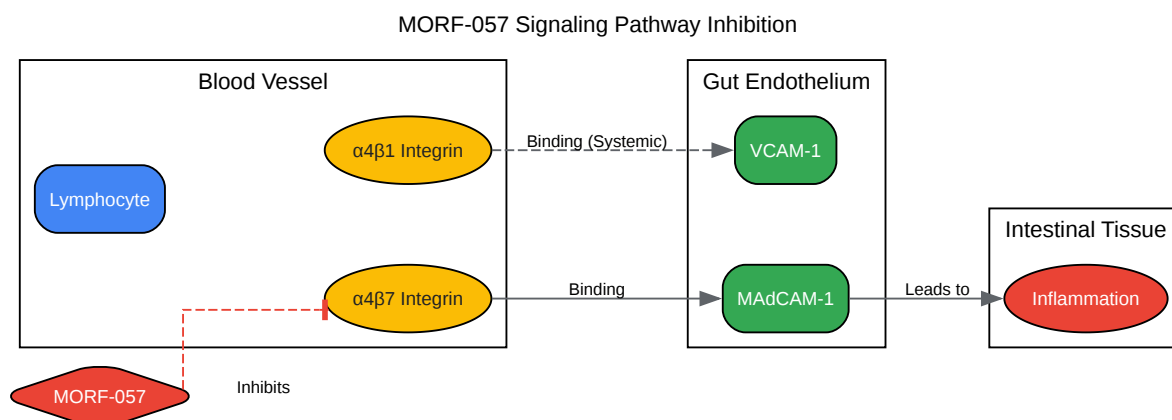 MORF-057 Signaling Pathway Inhibition
Blood Vessel
Gut Endothelium
α4β1 Integrin
Binding (Systemic)
VCAM-1
Lymphocyte
Intestinal Tissue
α4β7 Integrin
Binding
MAdCAM-1
Leads to
Inflammation
MORF-057
Inhibits